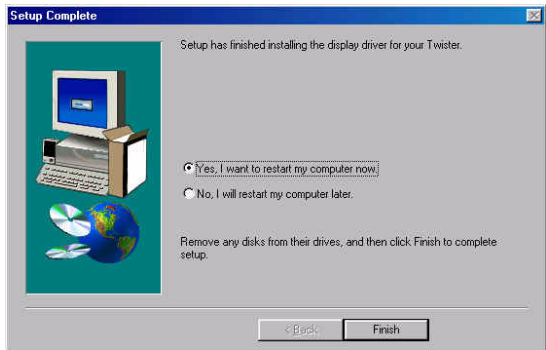 Setup Complete
Setup has finished installing the display driver for your Twister.
Yes, I want to restart my computer now.
No, I will restart my computer later.
Remove any disks from their drives, and then click Finish to complete
setup.
< Back
Finish